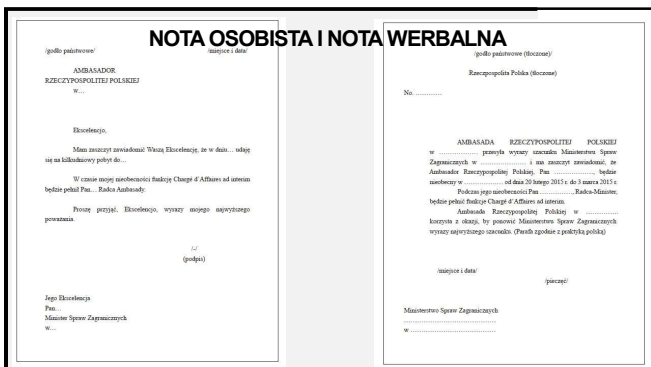 NOTA OSOBISTA I NOTA WERBALNA
/godło państwowe/ /miejsce i data/
AMBASADOR
RZECZYPOSPOLITEJ POLSKIEJ
w…
Ekscelencjo,
Mam zaszczyt zawiadomić Waszą Ekscelencję, że w dniu… udaję
się na kilkudniowy pobyt do…
W czasie mojej nieobecności funkcję Chargé d’Affaires ad interim
będzie pełnił Pan… Radca Ambasady.
Proszę przyjąć, Ekscelencjo, wyrazy mojego najwyższego
poważania.
/-/
(podpis)
Jego Ekscelencja
Pan…
Minister Spraw Zagranicznych
w…
/godło państwowe (tłoczone)/
Rzeczpospolita Polska (tłoczone)
No. …………
AMBASADA RZECZYPOSPOLITEJ POLSKIEJ
w ……………… przesyła wyrazy szacunku Ministerstwu Spraw
Zagranicznych w ………………… i ma zaszczyt zawiadomić, że
Ambasador Rzeczypospolitej Polskiej, Pan ………………, będzie
nieobecny w ……………… od dnia 20 lutego 2015 r. do 3 marca 2015 r.
Podczas jego nieobecności Pan……………, Radca-Minister,
będzie pełnić funkcje Chargé d’Affaires ad interim.
Ambasada Rzeczypospolitej Polskiej w ……………
korzysta z okazji, by ponowić Ministerstwu Spraw Zagranicznych
wyrazy najwyższego szacunku. (Parafa zgodnie z praktyką polską)
/miejsce i data/
/pieczęć/
Ministerstwo Spraw Zagranicznych
………………………………
w ……………………………